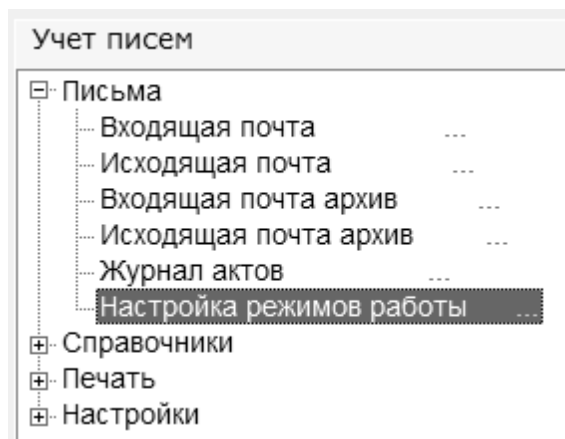 Учет писем
Письма
Входящая почта ...
Исходящая почта ...
Входящая почта архив ...
Исходящая почта архив ...
Журнал актов ...
Настройка режимов работы ...
Справочники
Печать
Настройки